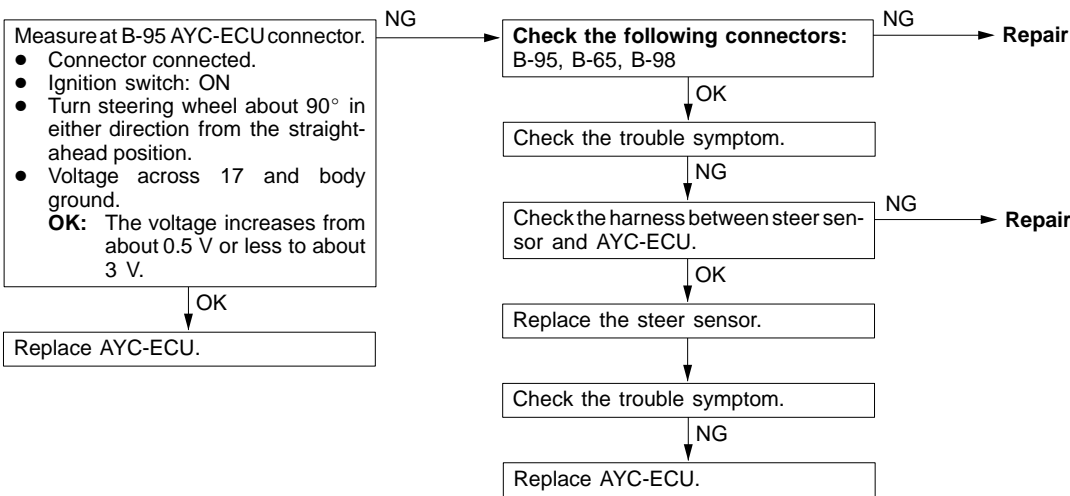 Measure at B-95 AYC-ECU connector.
● Connector connected.
● Ignition switch: ON
● Turn steering wheel about 90° in
either direction from the straight-
ahead position.
● Voltage across 17 and body
ground.
OK: The voltage increases from
about 0.5 V or less to about
3 V.
OK
Replace AYC-ECU.
NG
Check the following connectors:
B-95, B-65, B-98
NG
Repair
OK
Check the trouble symptom.
NG
Check the harness between steer sen-
sor and AYC-ECU.
NG
Repair
OK
Replace the steer sensor.
Check the trouble symptom.
NG
Replace AYC-ECU.